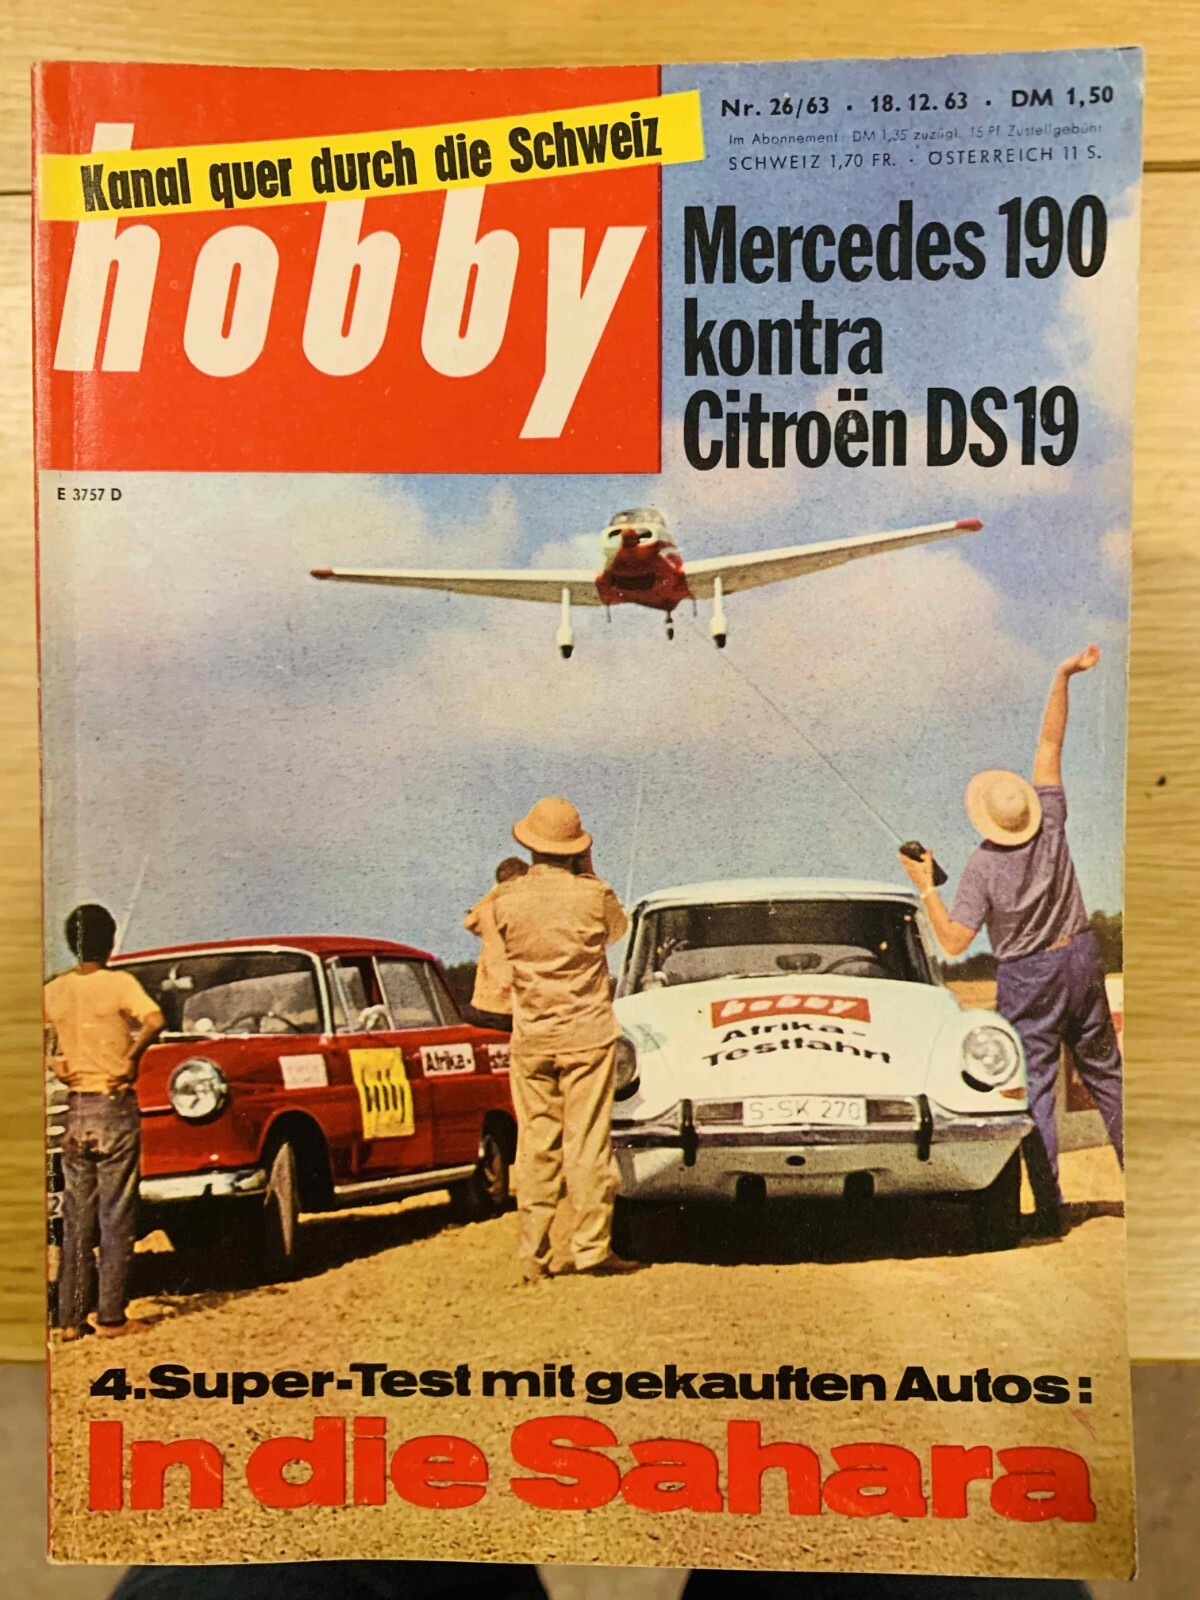 Kanal quer durch die Schweiz
hobby
Nr. 26/63 · 18.12.63 · DM 1,50
Im Abonnement DM 1,35 zuzügl. 15 Pf Zustellgebühr
SCHWEIZ 1,70 FR. · ÖSTERREICH 11 S.
Mercedes 190
kontra
Citroën DS19
E 3757 D
hobby
Afrika-
Testfahrt
S-SK 270
hobby
Afrika-
4. Super-Test mit gekauften Autos:
In die Sahara